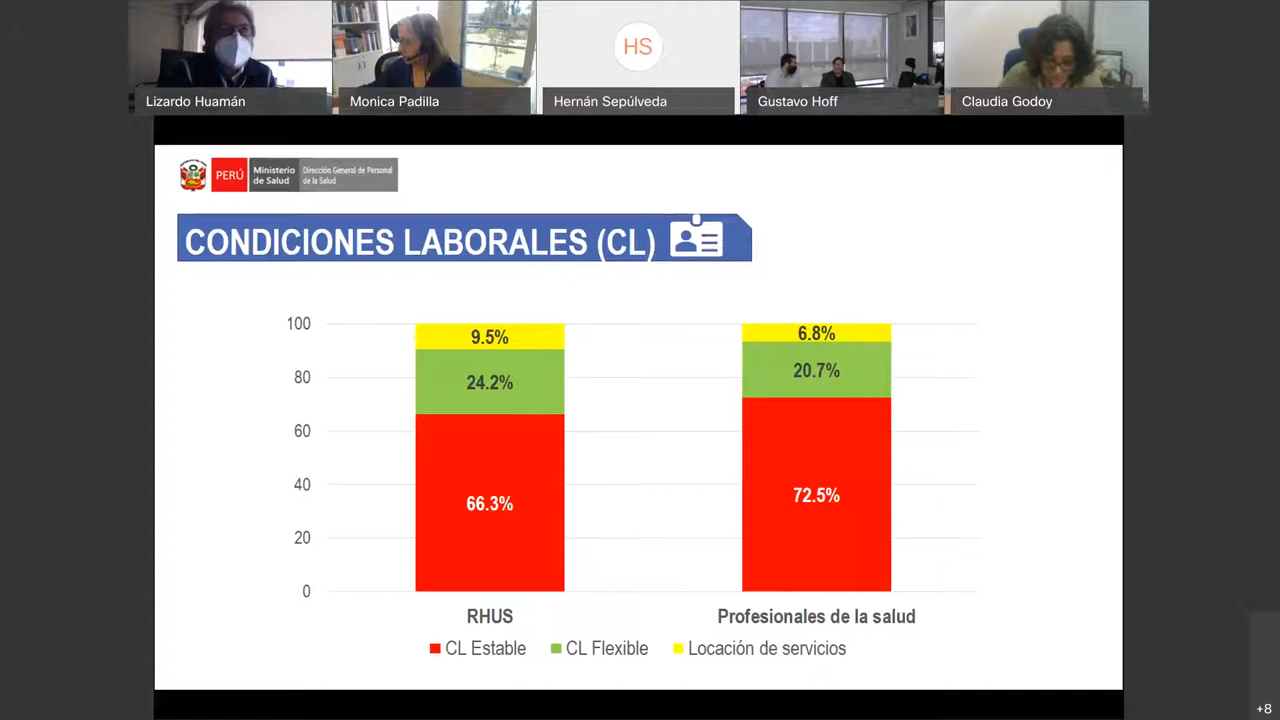 Lizardo Huamán
Monica Padilla
HS
Hernán Sepúlveda
Gustavo Hoff
Claudia Godoy
PERÚ
Ministerio
de Salud
Dirección General de Personal
de la Salud
CONDICIONES LABORALES (CL)
100
80
60
40
20
0
9.5%
24.2%
66.3%
6.8%
20.7%
72.5%
RHUS
Profesionales de la salud
CL Estable
CL Flexible
Locación de servicios
+8